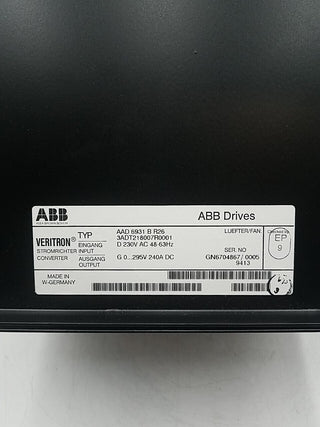 ABB
ABB Drives
VERITRON® TYP AAD 6931 B R26 LUEFTER/FAN
3ADT218007R0001
STROMRICHTER EINGANG D 230V AC 48-63Hz
CONVERTER INPUT
AUSGANG G 0...295V 240A DC SER.NO GN6704867/0005
OUTPUT 9413
EP
9
MADE IN
W-GERMANY